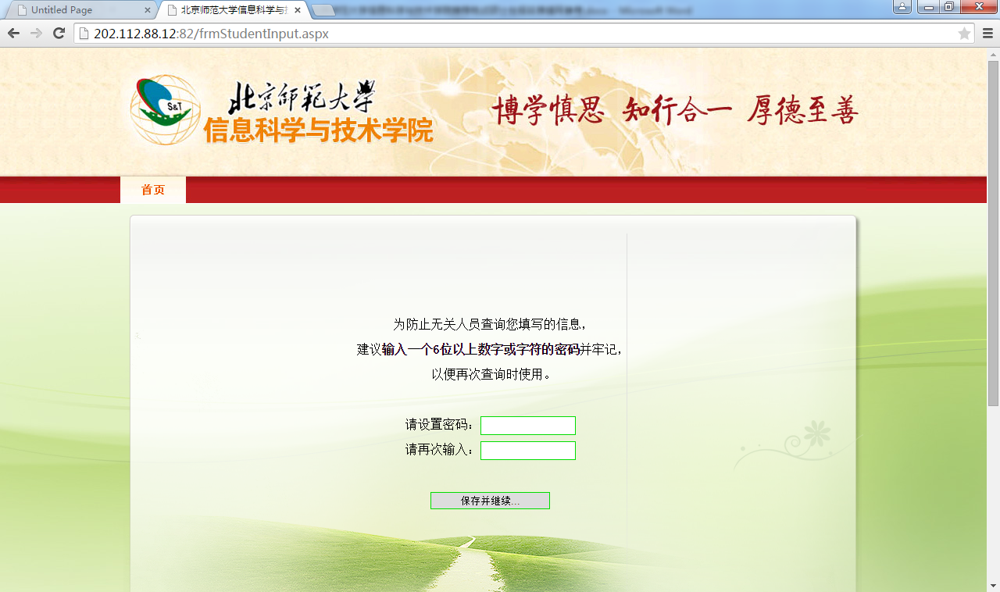 Untitled Page
北京师范大学信息科学与
Microsoft Word
202.112.88.12:82/frmStudentInput.aspx
S&T
北京师範大學
信息科学与技术学院
博学慎思 知行合一 厚德至善
首页
为防止无关人员查询您填写的信息，
建议输入一个6位以上数字或字符的密码并牢记，
以便再次查询时使用。
请设置密码：
请再次输入：
保存并继续...